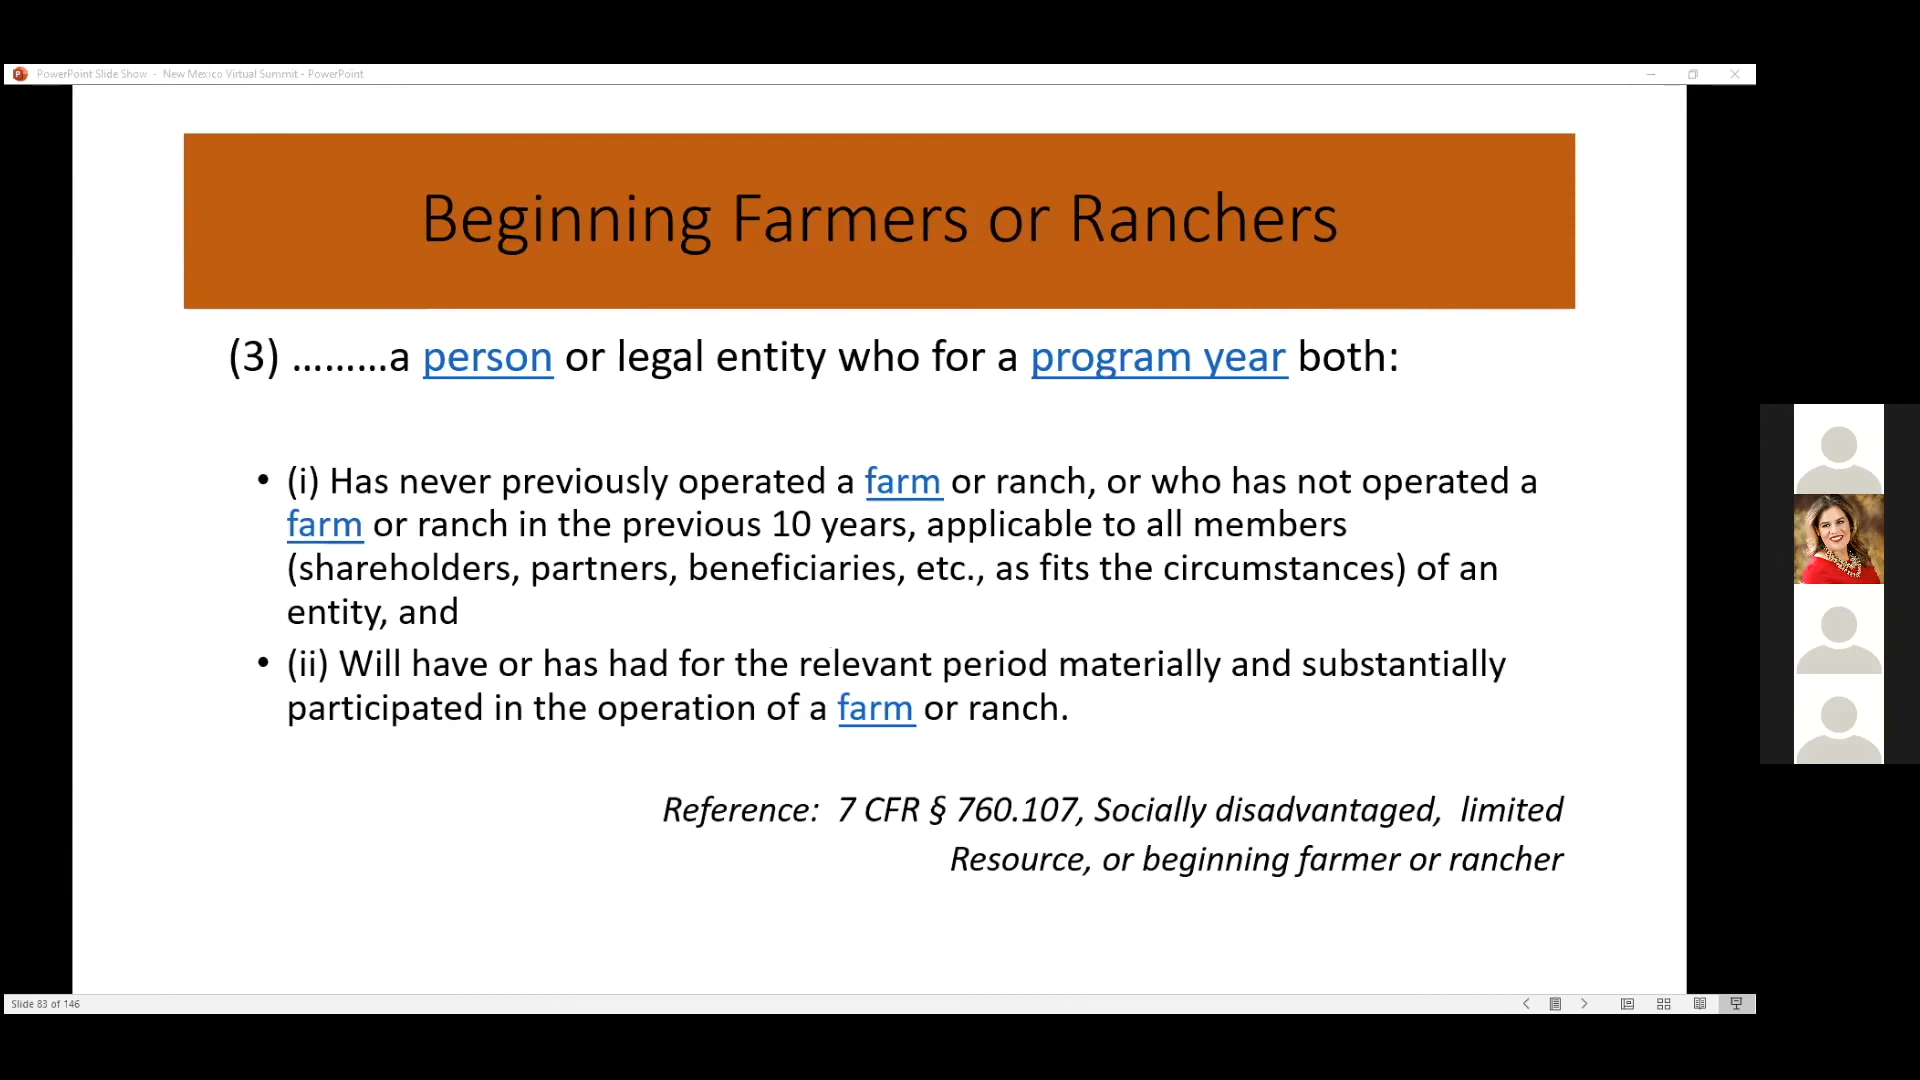 PowerPoint Slide Show - New Mexico Virtual Summit - PowerPoint
Beginning Farmers or Ranchers
(3) .........a person or legal entity who for a program year both:
• (i) Has never previously operated a farm or ranch, or who has not operated a
farm or ranch in the previous 10 years, applicable to all members
(shareholders, partners, beneficiaries, etc., as fits the circumstances) of an
entity, and
• (ii) Will have or has had for the relevant period materially and substantially
participated in the operation of a farm or ranch.
Reference: 7 CFR § 760.107, Socially disadvantaged, limited
Resource, or beginning farmer or rancher
Slide 83 of 146